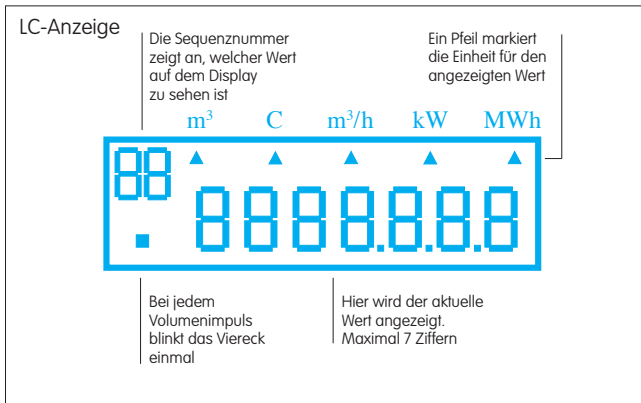 LC-Anzeige
Die Sequenznummer
zeigt an, welcher Wert
auf dem Display
zu sehen ist
Ein Pfeil markiert
die Einheit für den
angezeigten Wert
m³ C m³/h kW MWh
88
8888.8.8.8
Bei jedem
Volumenimpuls
blinkt das Viereck
einmal
Hier wird der aktuelle
Wert angezeigt.
Maximal 7 Ziffern